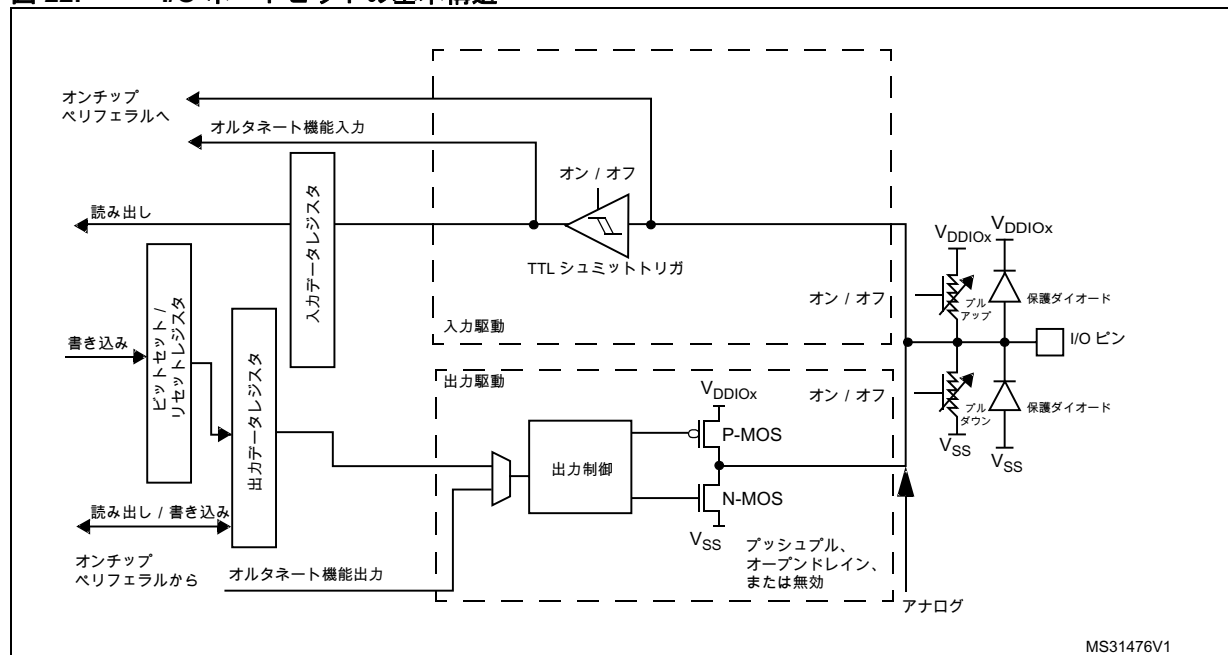 図 22. I/O ポートビットの基本構造
オンチップ
ペリフェラルへ
オルタネート機能入力
オン / オフ
読み出し
入力データレジスタ
TTL シュミットトリガ
オン / オフ
入力駆動
VDDIOx
VDDIOx
プル
アップ
保護ダイオード
I/O ピン
書き込み
ビットセット /
リセットレジスタ
出力データレジスタ
出力駆動
VDDIOx
オン / オフ
P-MOS
出力制御
N-MOS
VSS
プル
ダウン
保護ダイオード
VSS
VSS
読み出し / 書き込み
オンチップ
ペリフェラルから
オルタネート機能出力
プッシュプル、
オープンドレイン、
または無効
アナログ
MS31476V1